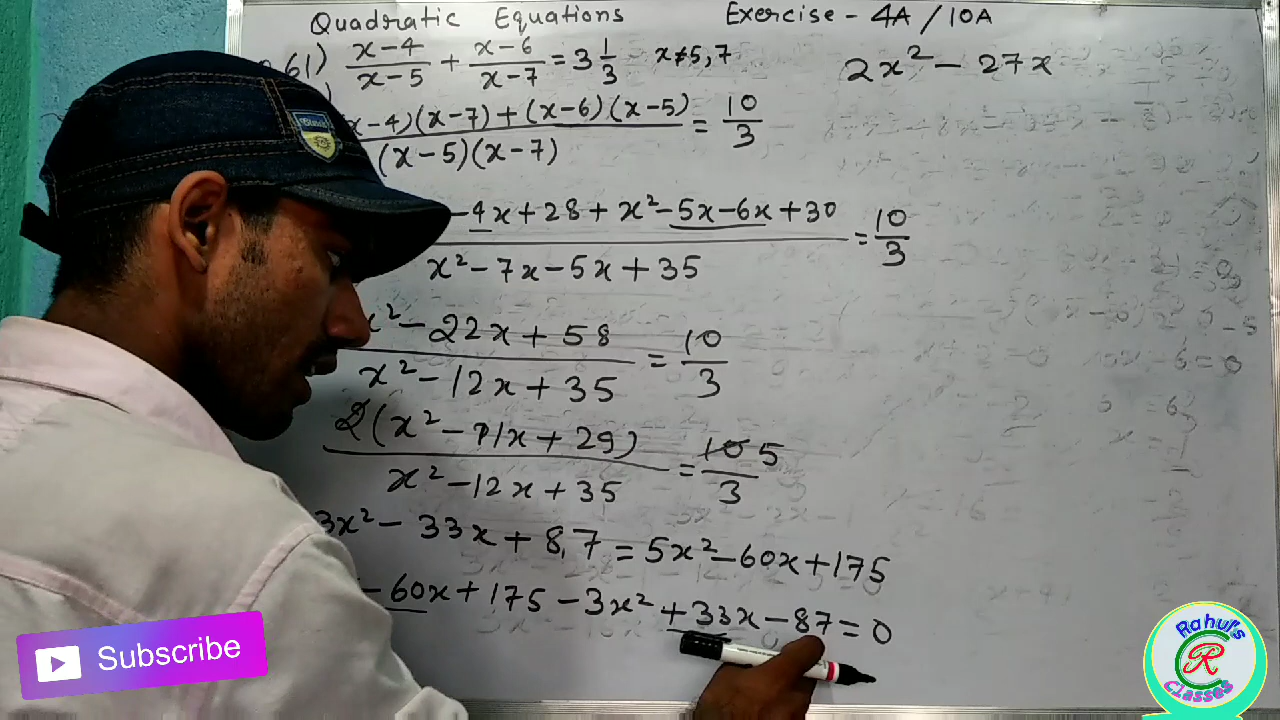 Quadratic Equations Exercise - 4A / 10A
61) x-4/x-5 + x-6/x-7 = 3 1/3 x≠5,7 2x² - 27x
x-4)(x-7) + (x-6)(x-5) / (x-5)(x-7) = 10/3
-4x + 28 + x² - 5x - 6x + 30 / x² - 7x - 5x + 35 = 10/3
x² - 22x + 58 / x² - 12x + 35 = 10/3
2(x² - 11x + 29) / x² - 12x + 35 = 10 5/3
3x² - 33x + 87 = 5x² - 60x + 175
- 60x + 175 - 3x² + 33x - 87 = 0
Subscribe
Rahul's
R
Classes